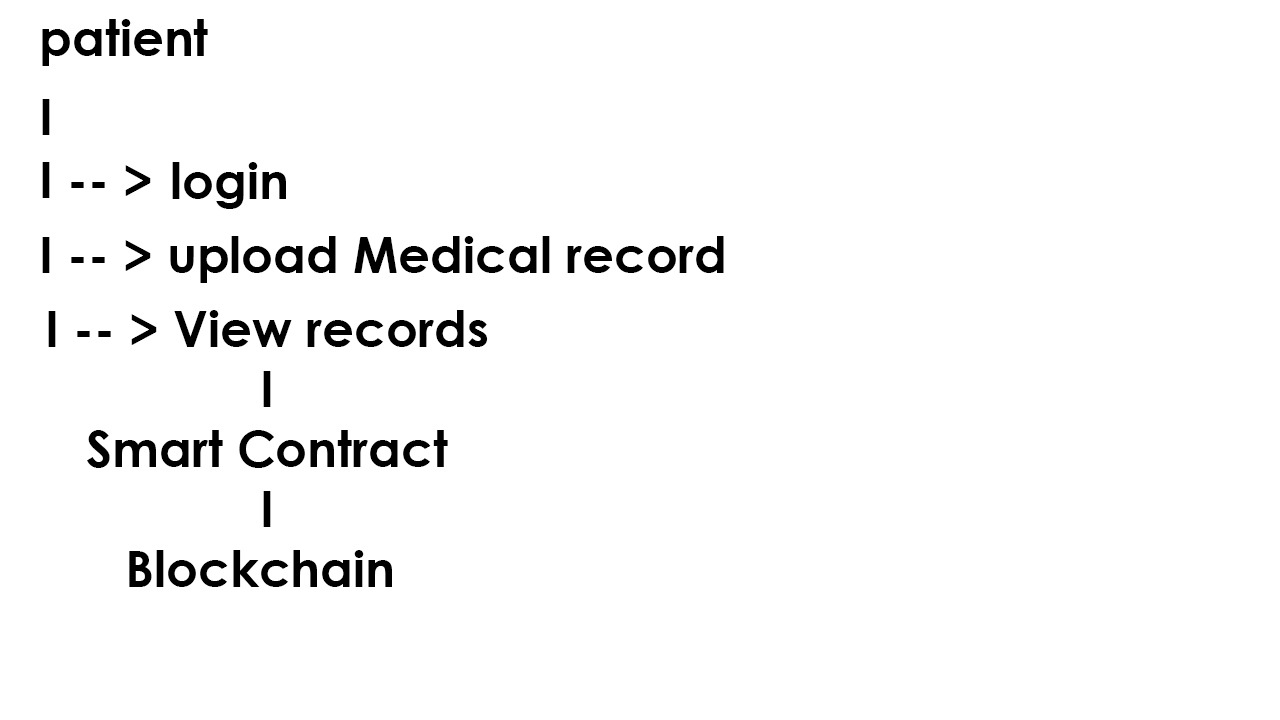 patient
|
| -- > login
| -- > upload Medical record
| -- > View records
|
Smart Contract
|
Blockchain